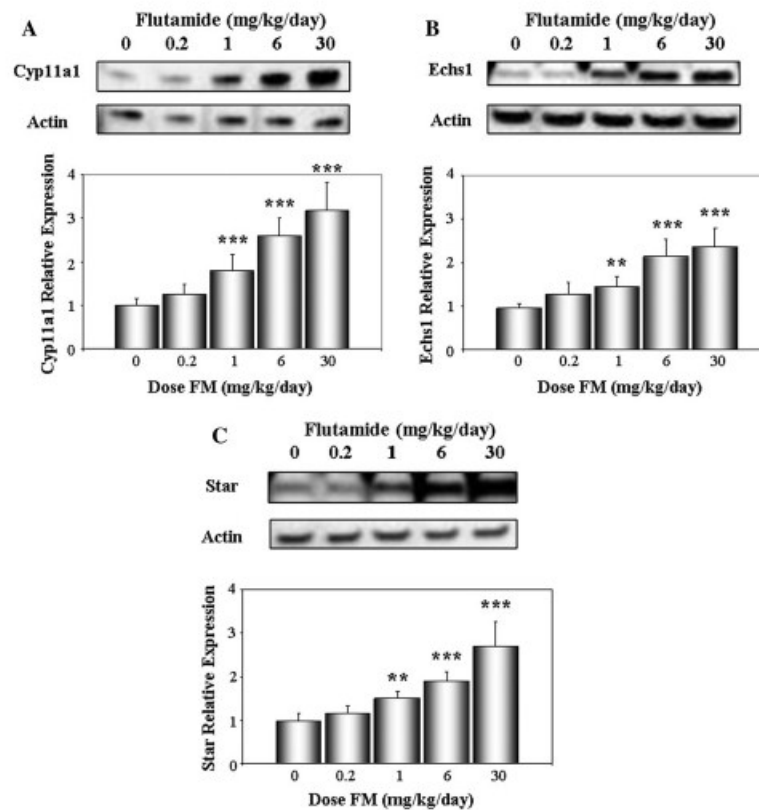 A
Flutamide (mg/kg/day)
0 0.2 1 6 30
Cyp11a1
Actin
Cyp11a1 Relative Expression
4
3
2
1
0
***
***
***
0 0.2 1 6 30
Dose FM (mg/kg/day)
B
Flutamide (mg/kg/day)
0 0.2 1 6 30
Echs1
Actin
Echs1 Relative Expression
4
3
2
1
0
**
***
***
0 0.2 1 6 30
Dose FM (mg/kg/day)
C
Flutamide (mg/kg/day)
0 0.2 1 6 30
Star
Actin
Star Relative Expression
4
3
2
1
0
**
***
***
0 0.2 1 6 30
Dose FM (mg/kg/day)